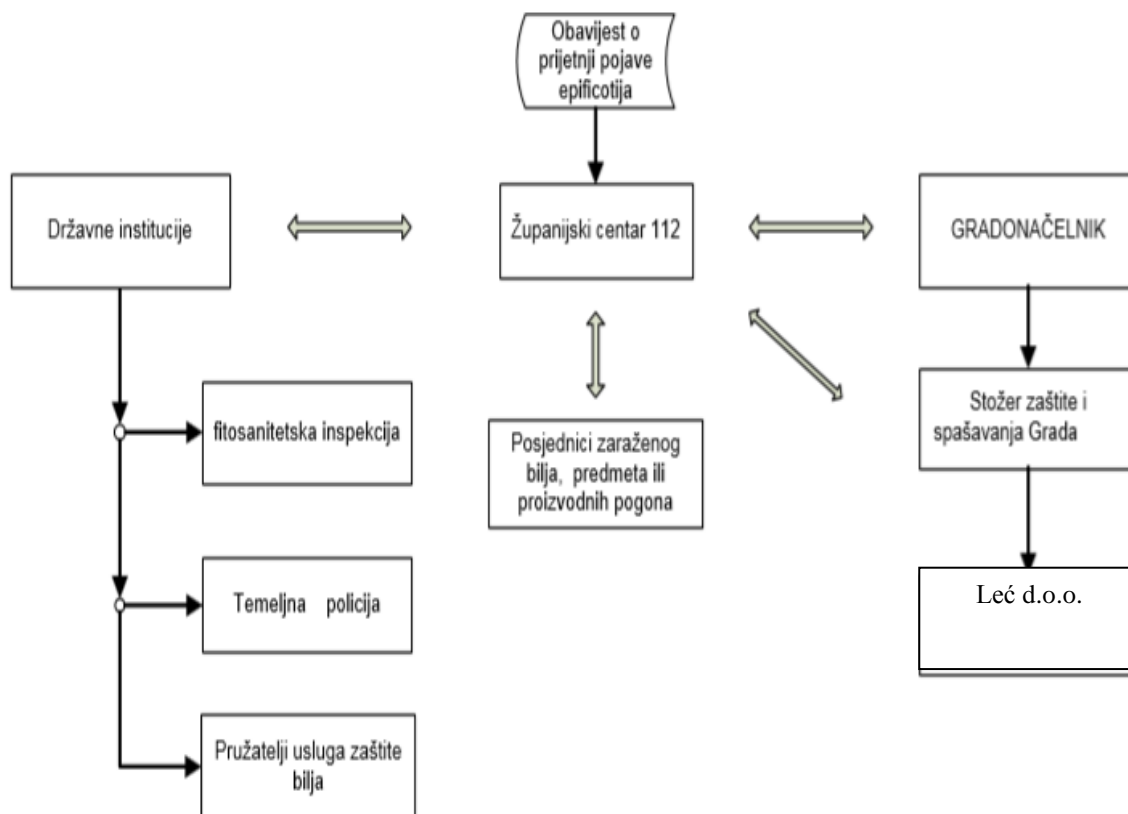 Obavijest o
prijetnji pojave
epificotija
Državne institucije
Županijski centar 112
GRADONAČELNIK
fitosanitetska inspekcija
Posjednici zaraženog
bilja, predmeta ili
proizvodnih pogona
Stožer zaštite i
spašavanja Grada
Temeljna policija
Leć d.o.o.
Pružatelji usluga zaštite
bilja